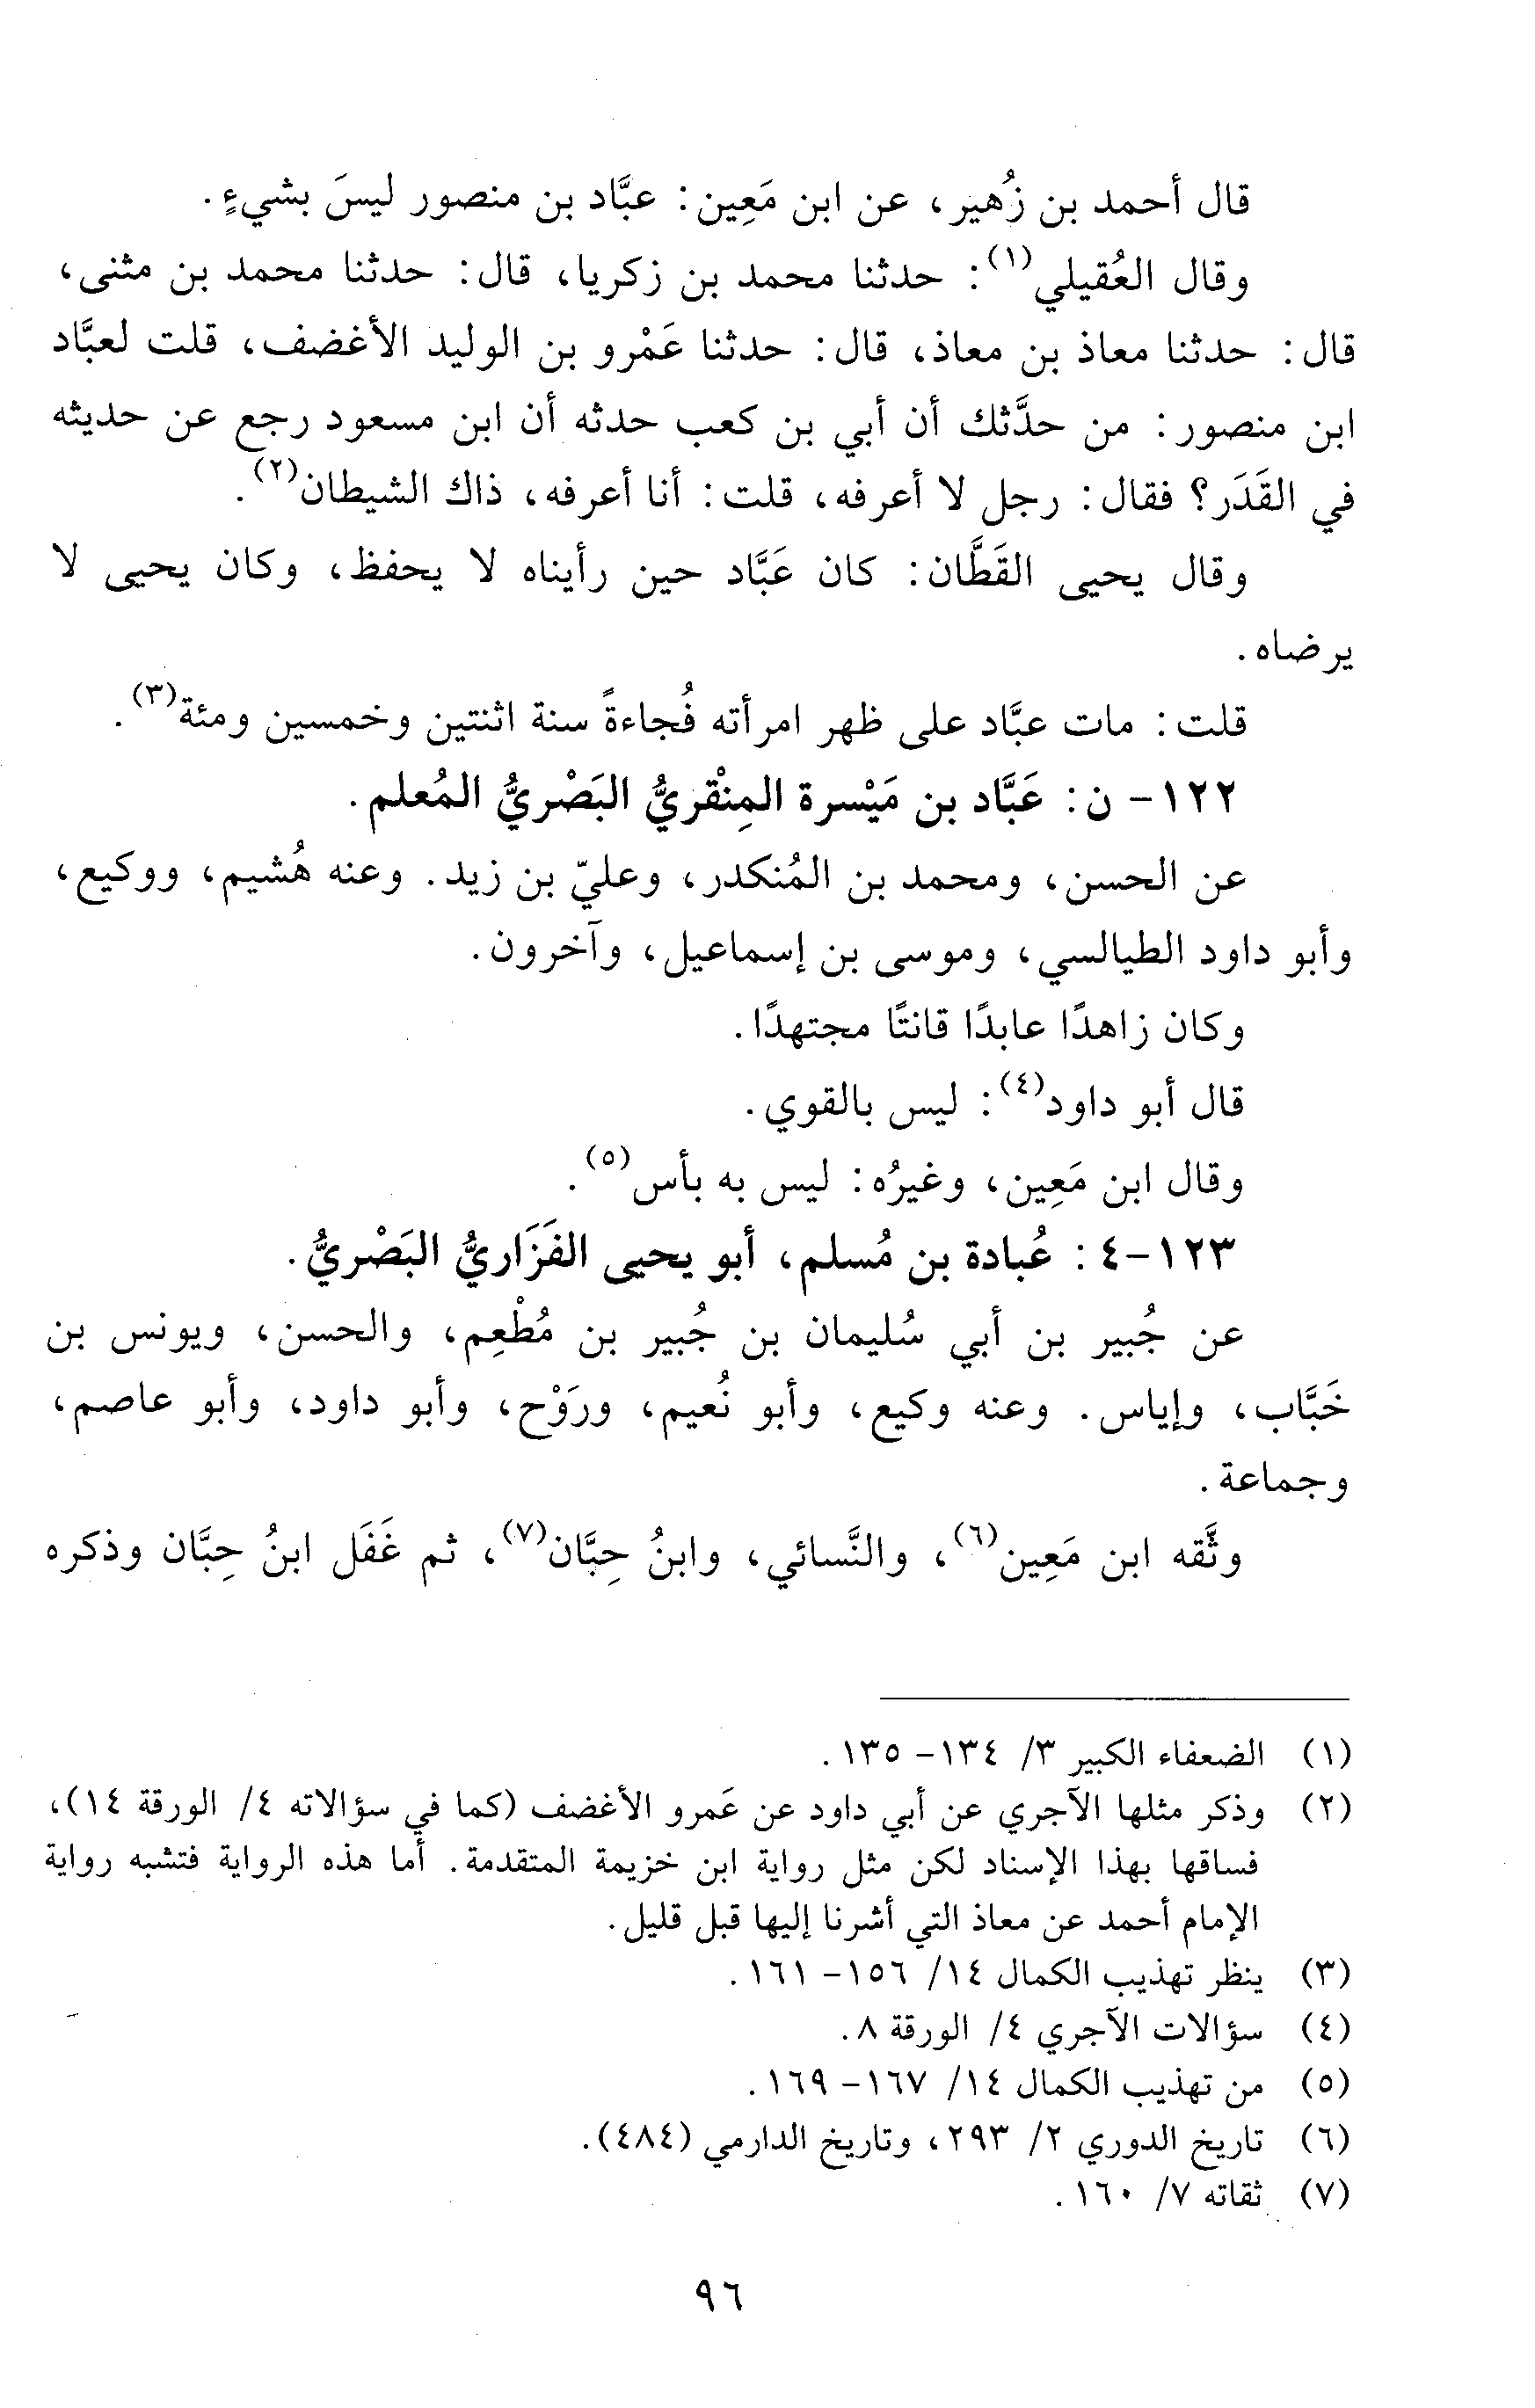 قال أحمد بن زُهير، عن ابن مَعِين: عبَّاد بن منصور ليسَ بشيءٍ.
وقال العُقيلي(١): حدثنا محمد بن زكريا، قال: حدثنا محمد بن مثنى،
قال: حدثنا معاذ بن معاذ، قال: حدثنا عَمْرو بن الوليد الأغضف، قلت لعبَّاد
ابن منصور: من حدَّثك أن أبي بن كعب حدثه أن ابن مسعود رجع عن حديثه
في القَدَر؟ فقال: رجل لا أعرفه، قلت: أنا أعرفه، ذاك الشيطان(٢).
وقال يحيى القَطَّان: كان عَبَّاد حين رأيناه لا يحفظ، وكان يحيى لا
يرضاه.
قلت: مات عبَّاد على ظهر امرأته فُجاءةً سنة اثنتين وخمسين ومئة(٣).
١٢٢- ن: عَبَّاد بن مَيْسرة المِنْقريُّ البَصْريُّ المُعلم.
عن الحسن، ومحمد بن المُنكدر، وعليّ بن زيد. وعنه هُشيم، ووكيع،
وأبو داود الطيالسي، وموسى بن إسماعيل، وآخرون.
وكان زاهدًا عابدًا قانتًا مجتهدًا.
قال أبو داود(٤): ليس بالقوي.
وقال ابن مَعِين، وغيرُه: ليس به بأس(٥).
١٢٣-٤: عُبادة بن مُسلم، أبو يحيى الفَزَاريُّ البَصْريُّ.
عن جُبير بن أبي سُليمان بن جُبير بن مُطْعِم، والحسن، ويونس بن
خَبَّاب، وإياس. وعنه وكيع، وأبو نُعيم، ورَوْح، وأبو داود، وأبو عاصم،
وجماعة.
وثَّقه ابن مَعِين(٦)، والنَّسائي، وابنُ حِبَّان(٧)، ثم غَفَل ابنُ حِبَّان وذكره
(١) الضعفاء الكبير ٣/ ١٣٤- ١٣٥.
(٢) وذكر مثلها الآجري عن أبي داود عن عَمرو الأغضف (كما في سؤالاته ٤/ الورقة ١٤)،
فساقها بهذا الإسناد لكن مثل رواية ابن خزيمة المتقدمة. أما هذه الرواية فتشبه رواية
الإمام أحمد عن معاذ التي أشرنا إليها قبل قليل.
(٣) ينظر تهذيب الكمال ١٤/ ١٥٦- ١٦١.
(٤) سؤالات الآجري ٤/ الورقة ٨.
(٥) من تهذيب الكمال ١٤/ ١٦٧- ١٦٩.
(٦) تاريخ الدوري ٢/ ٢٩٣، وتاريخ الدارمي (٤٨٤).
(٧) ثقاته ٧/ ١٦٠.
٩٦